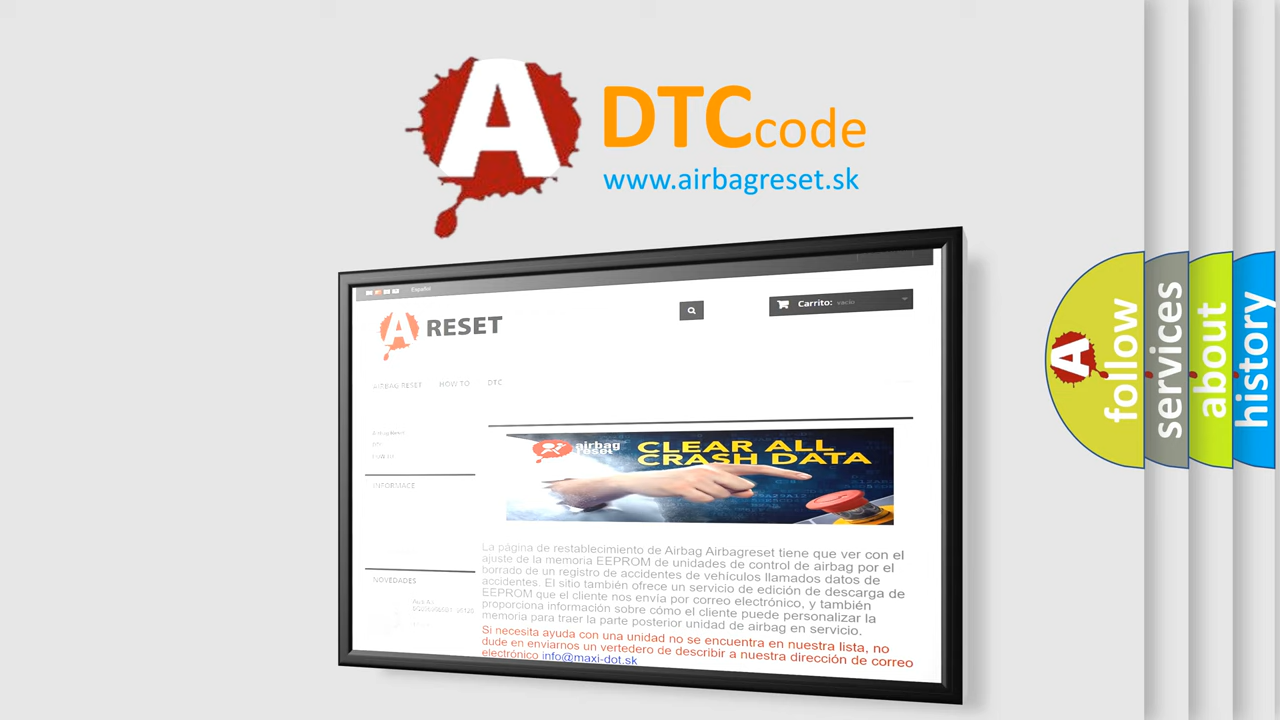 A DTC code
www.airbagreset.sk
Español
Carrito: vacío
A RESET
AIRBAG RESET HOW TO DTC
Airbag Reset
DTC
INFORMACE
airbag
reset
CLEAR ALL
CRASH DATA
La página de restablecimiento de Airbag Airbagreset tiene que ver con el
ajuste de la memoria EEPROM de unidades de control de airbag por el
borrado de un registro de accidentes de vehículos llamados datos de
accidentes. El sitio también ofrece un servicio de edición de descarga de
EEPROM que el cliente nos envía por correo electrónico, y también
proporciona información sobre cómo el cliente puede personalizar la
memoria para traer la parte posterior unidad de airbag en servicio.
Si necesita ayuda con una unidad no se encuentra en nuestra lista, no
dude en enviarnos un vertedero de describir a nuestra dirección de correo
electrónico info@maxi-dot.sk
NOVEDADES
A follow
services
about
history